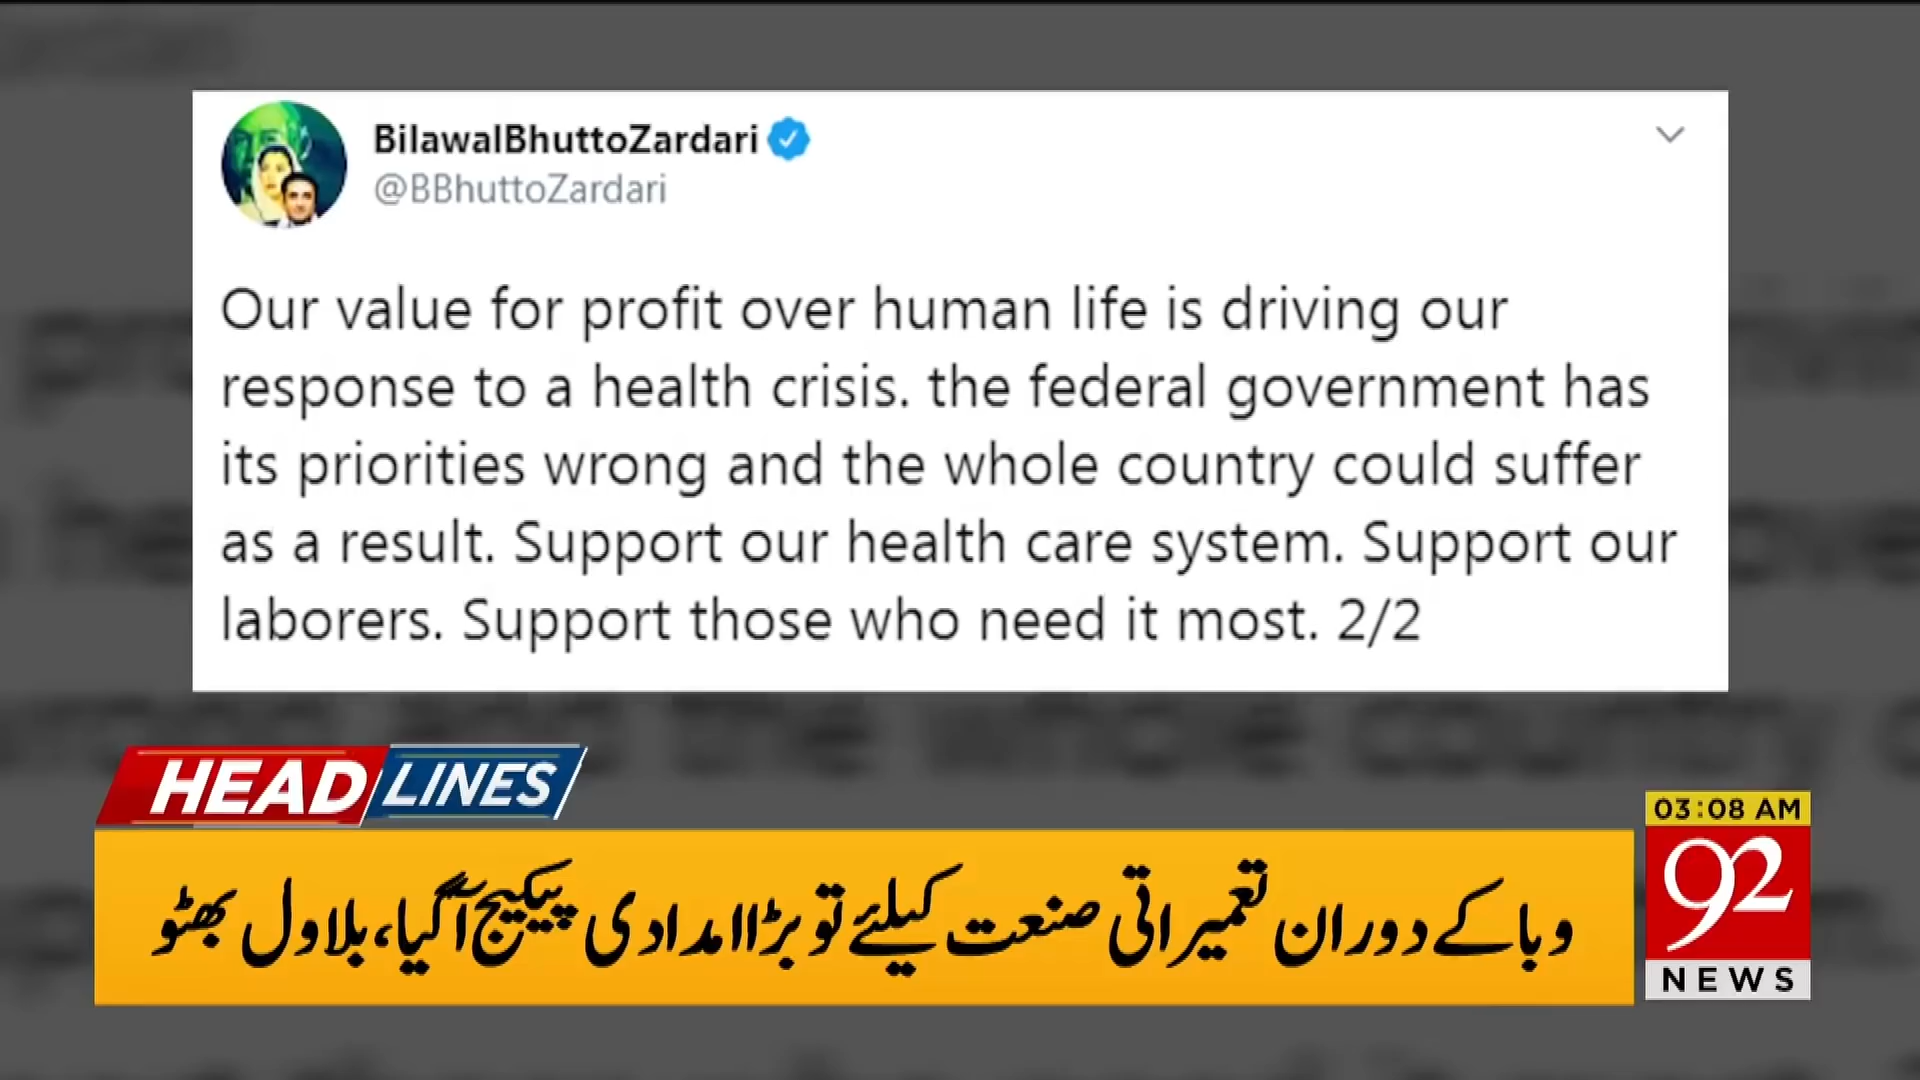 BilawalBhuttoZardari
@BBhuttoZardari
Our value for profit over human life is driving our
response to a health crisis. the federal government has
its priorities wrong and the whole country could suffer
as a result. Support our health care system. Support our
laborers. Support those who need it most. 2/2
HEADLINES
03:08 AM
وبا کے دوران تعمیراتی صنعت کیلئے تو بڑا امدادی پیکیج آ گیا، بلاول بھٹو
92
NEWS